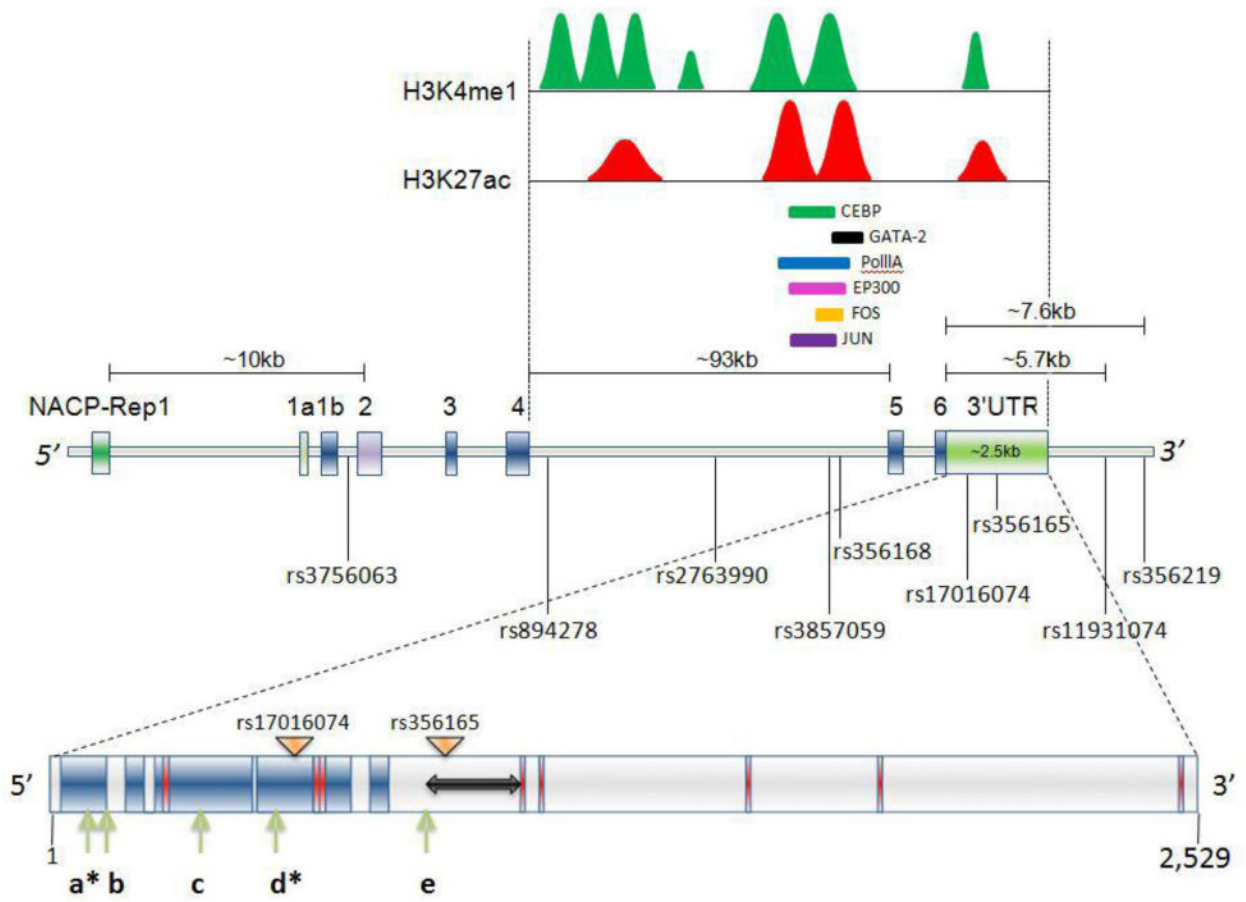 H3K4me1
H3K27ac
CEBP
GATA-2
PolIIA
EP300
FOS
JUN
~7.6kb
~10kb
~93kb
~5.7kb
NACP-Rep1 1a1b 2 3 4 5 6 3'UTR
5' ~2.5kb 3'
rs356165
rs356168
rs3756063 rs2763990 rs356219
rs17016074
rs894278 rs3857059 rs11931074
rs17016074 rs356165
5' 3'
1 2,529
a* b c d* e